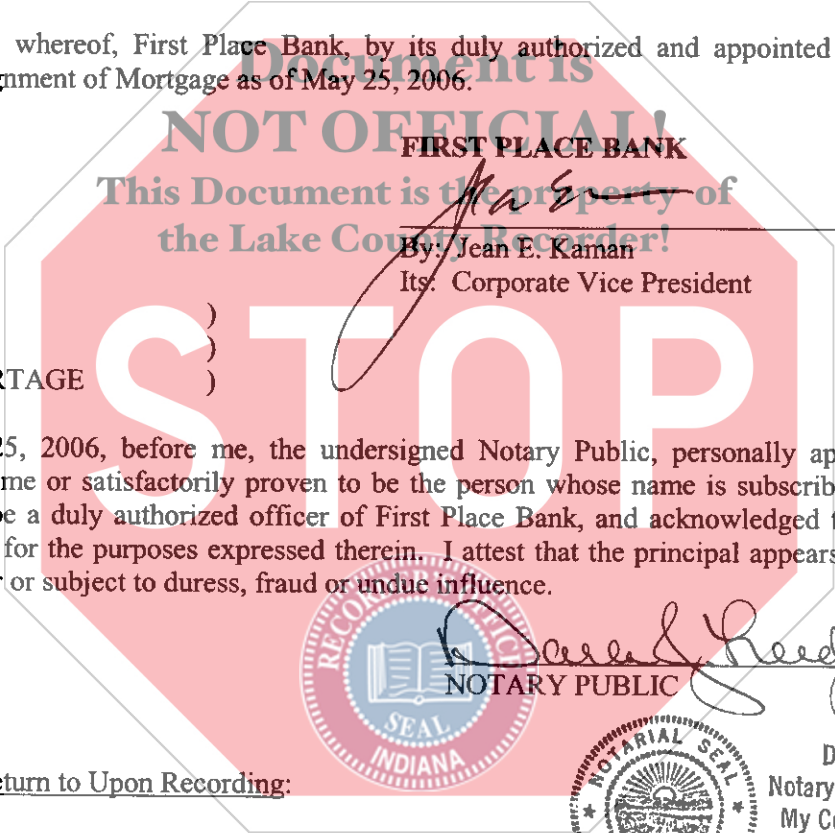 whereof, First Place Bank, by its duly authorized and appointed
nment of Mortgage as of May 25, 2006.
Document is
NOT OFFICIAL!
This Document is the property of
the Lake County Recorder!
FIRST PLACE BANK
By: Jean E. Kaman
Its: Corporate Vice President
)
)
RTAGE )
STOP
25, 2006, before me, the undersigned Notary Public, personally ap
me or satisfactorily proven to be the person whose name is subscrib
e a duly authorized officer of First Place Bank, and acknowledged t
for the purposes expressed therein. I attest that the principal appears
r or subject to duress, fraud or undue influence.
NOTARY PUBLIC
RECORDER'S OFFICE
SEAL
INDIANA
eturn to Upon Recording:
NOTARIAL SEAL
D
Notary
My Co